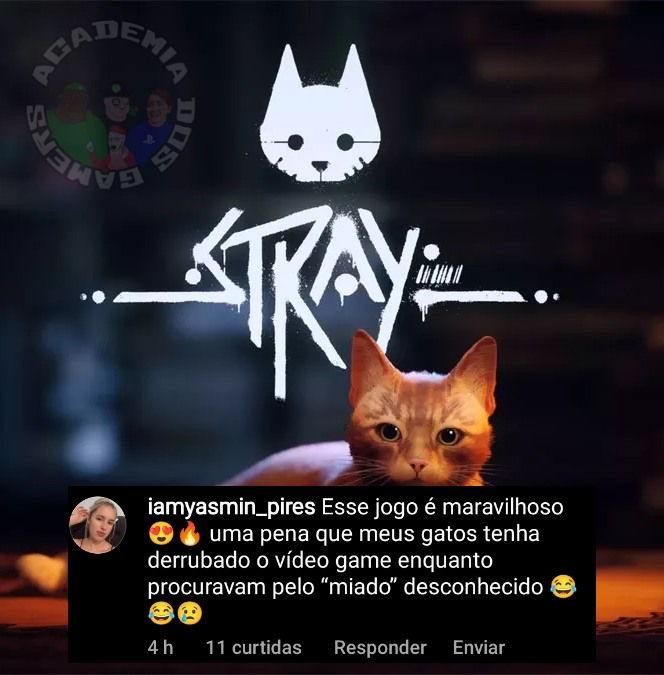 ACADEMIA DOS GAMERS
STRAY
iamyasmin_pires Esse jogo é maravilhoso
😍🔥 uma pena que meus gatos tenha
derrubado o vídeo game enquanto
procuravam pelo “miado” desconhecido 😂
😂😢
4 h 11 curtidas Responder Enviar